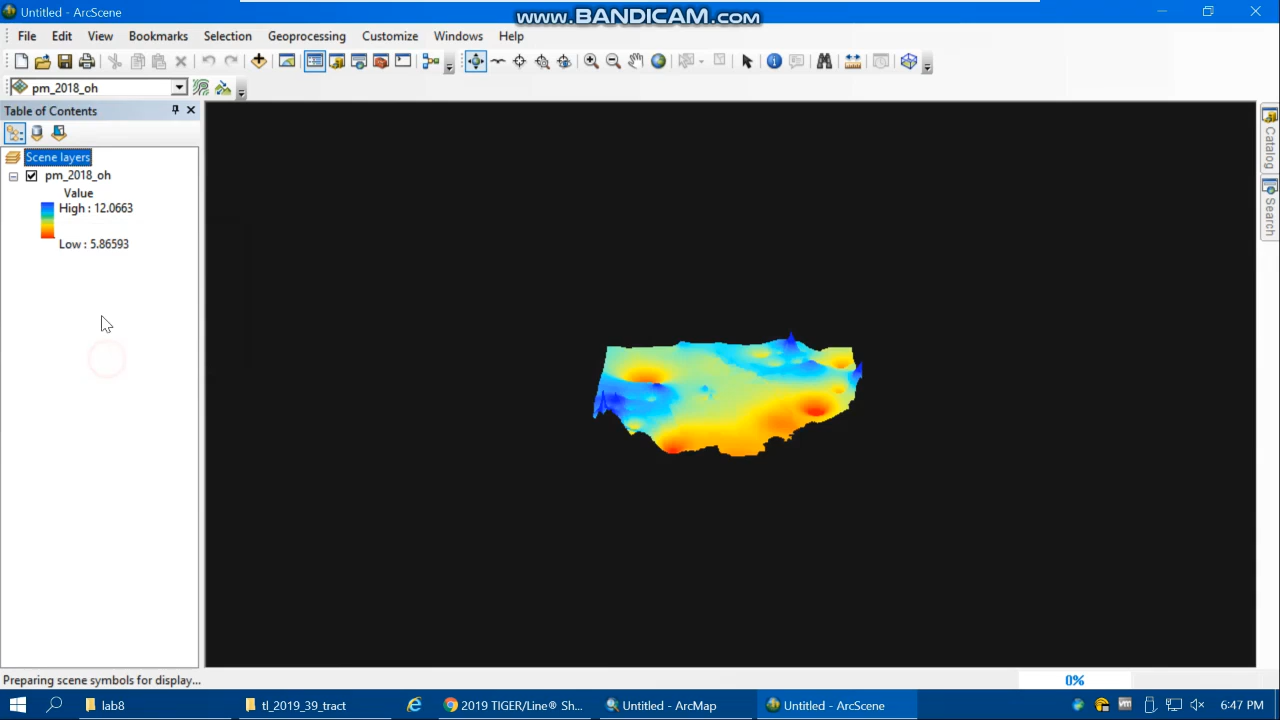 Untitled - ArcScene
www.BANDICAM.com
File Edit View Bookmarks Selection Geoprocessing Customize Windows Help
pm_2018_oh
Table of Contents
Scene layers
pm_2018_oh
Value
High : 12.0663
Low : 5.86593
Catalog
Search
Preparing scene symbols for display...
0%
lab8
tl_2019_39_tract
2019 TIGER/Line® Sh...
Untitled - ArcMap
Untitled - ArcScene
6:47 PM